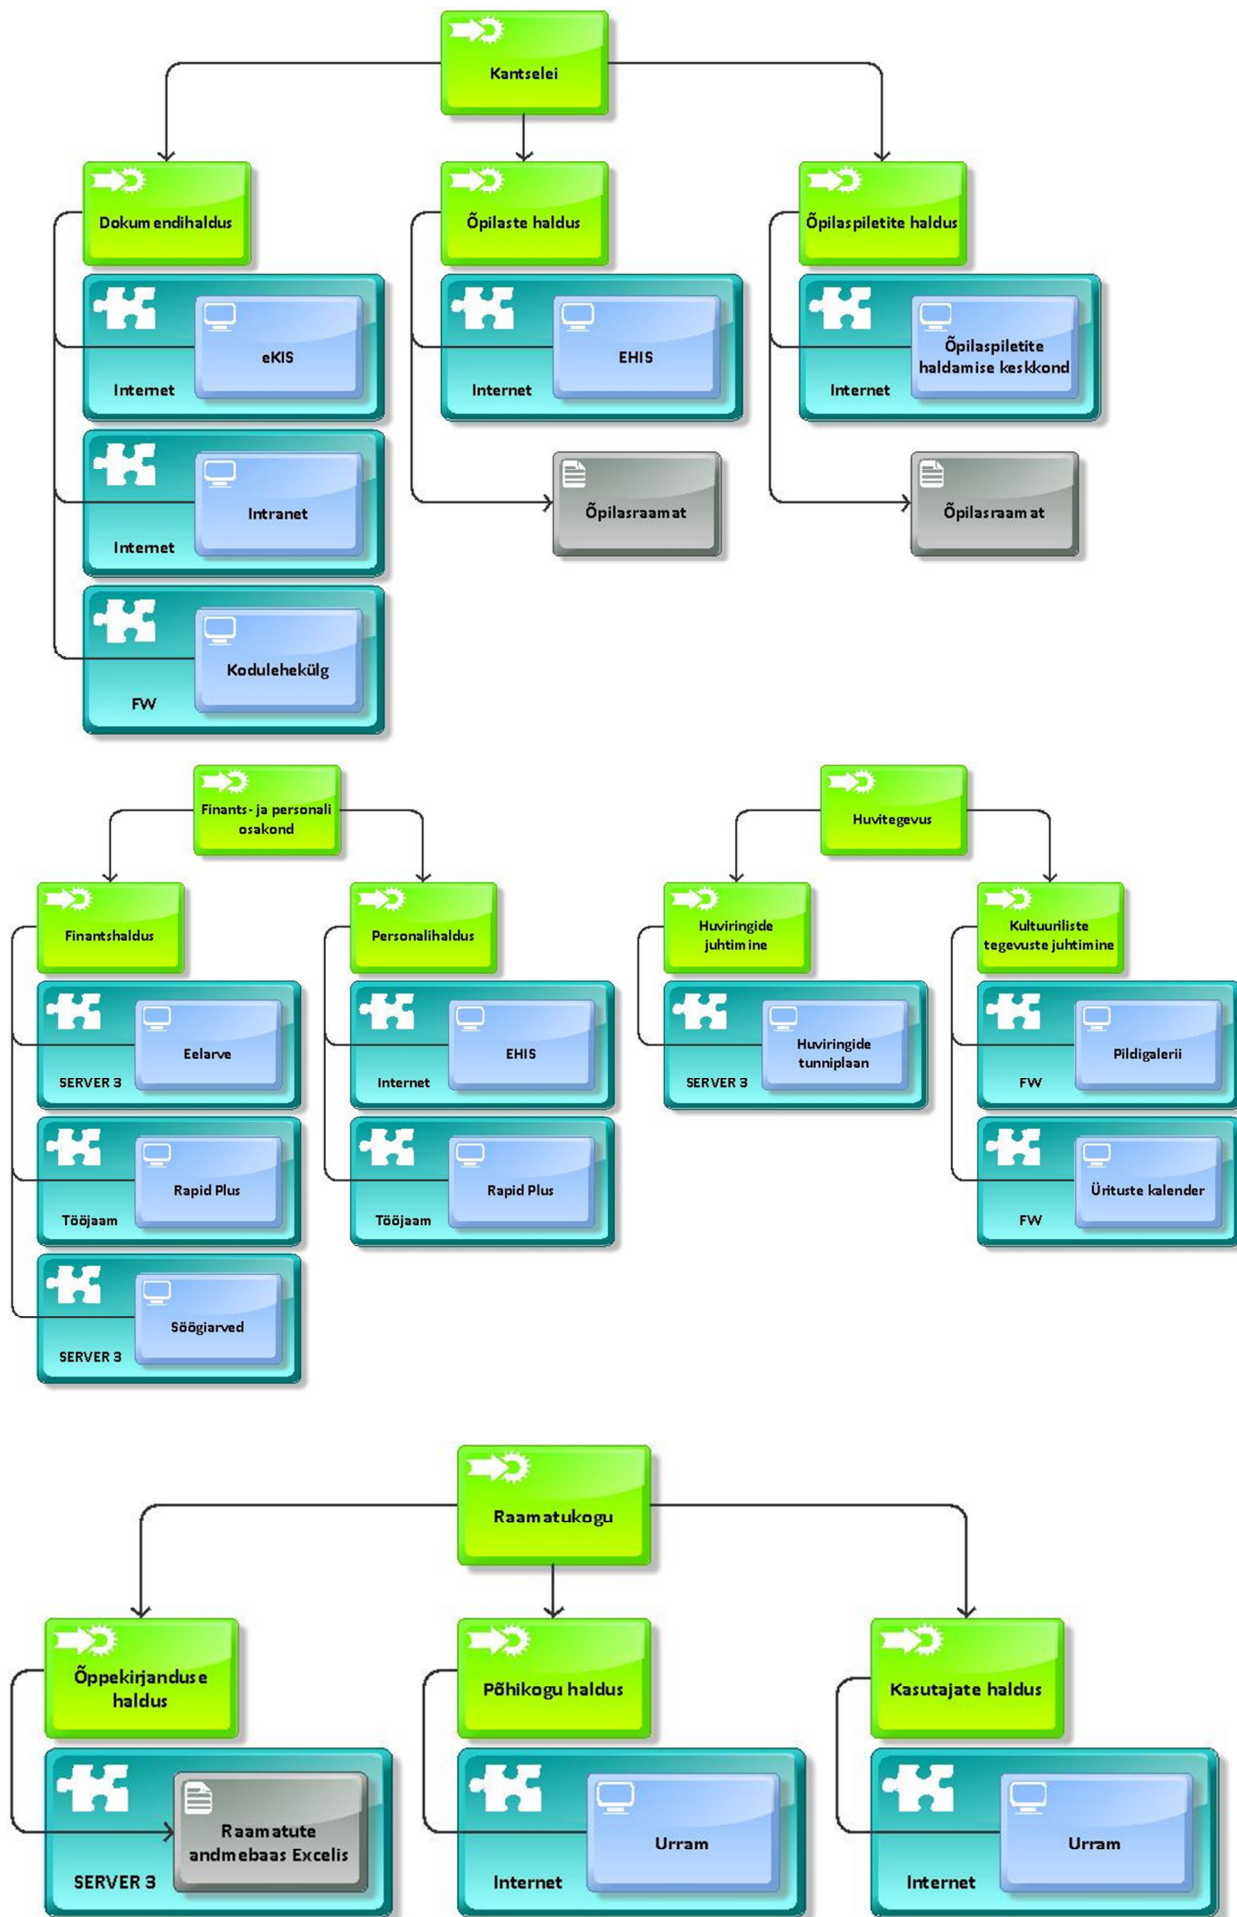 Kantselei
Dokumendihaldus
Õpilaste haldus
Õpilaspiletite haldus
eKIS
Internet
EHIS
Internet
Õpilaspiletite
haldamise keskkond
Internet
Intranet
Internet
Õpilasraamat
Õpilasraamat
Kodulehekülg
FW
Finants- ja personali
osakond
Huvitegevus
Finantshaldus
Personalihaldus
Huviringide
juhtimine
Kultuuriliste
tegevuste juhtimine
Eelarve
SERVER 3
EHIS
Internet
Huviringide
tunniplaan
SERVER 3
Pildigalerii
FW
Rapid Plus
Tööjaam
Rapid Plus
Tööjaam
Ürituste kalender
FW
Söögiarved
SERVER 3
Raamatukogu
Õppekirjanduse
haldus
Põhikogu haldus
Kasutajate haldus
Raamatute
andmebaas Excelis
SERVER 3
Urram
Internet
Urram
Internet